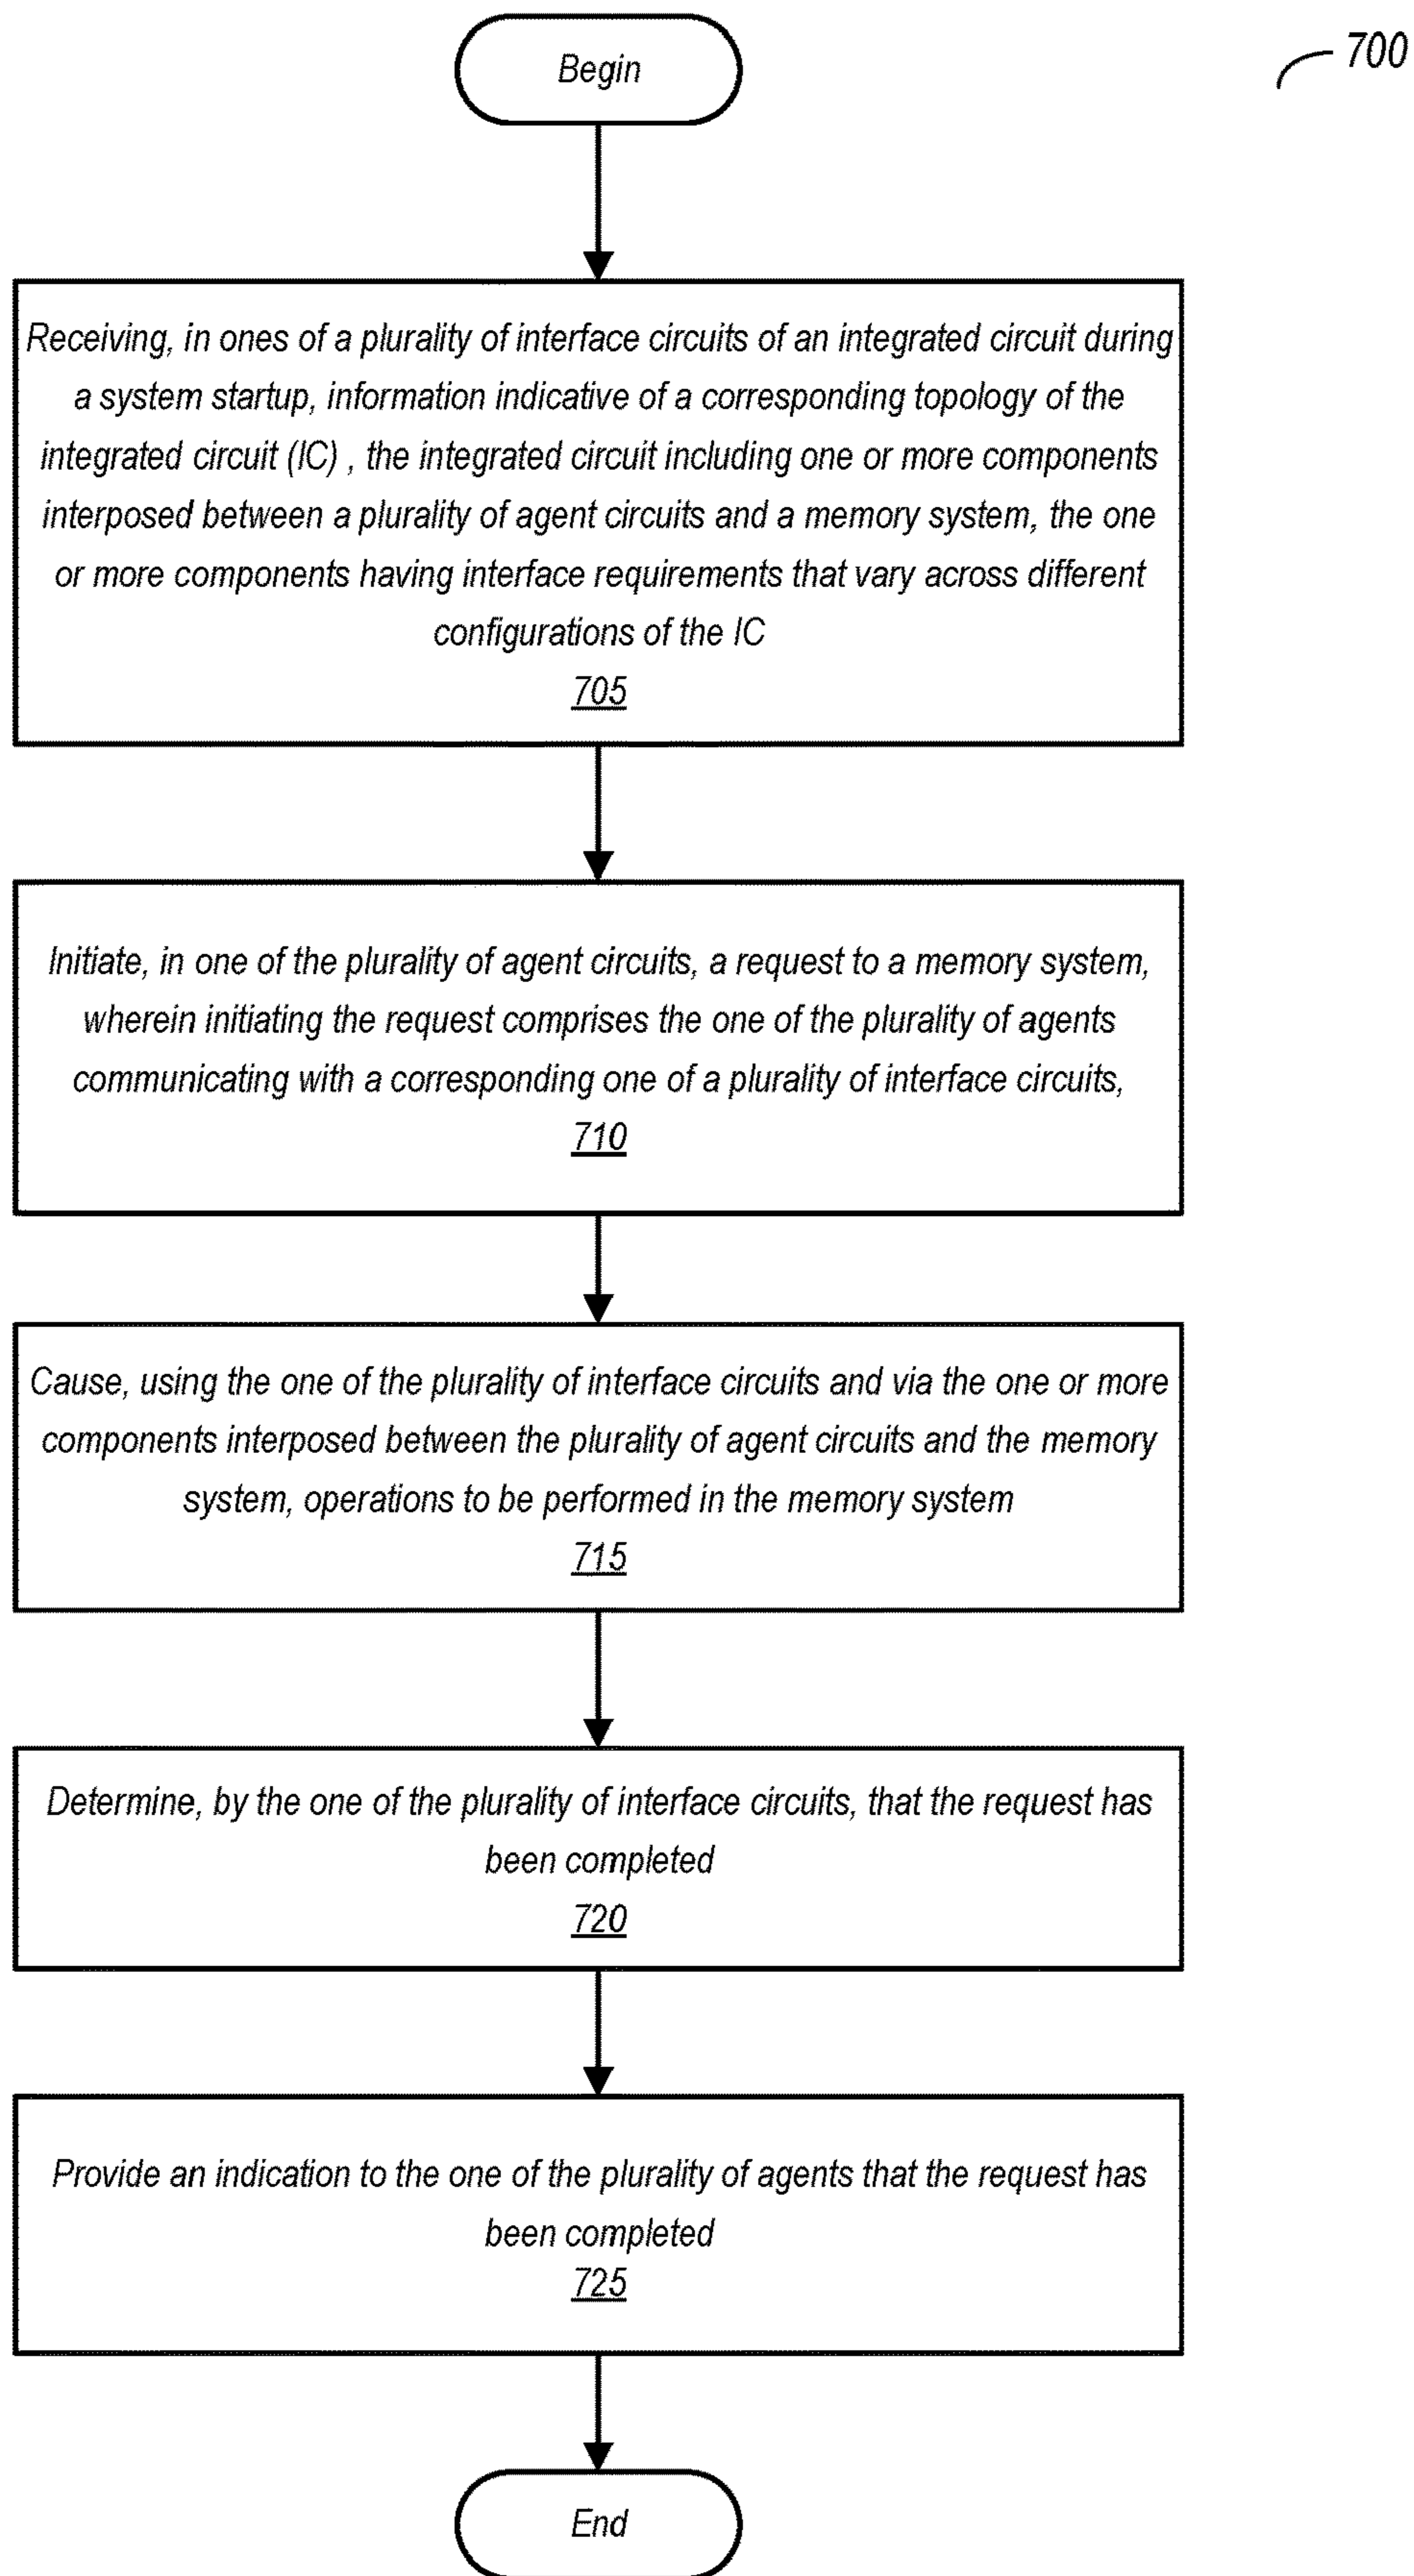 Begin
700
Receiving, in ones of a plurality of interface circuits of an integrated circuit during
a system startup, information indicative of a corresponding topology of the
integrated circuit (IC) , the integrated circuit including one or more components
interposed between a plurality of agent circuits and a memory system, the one
or more components having interface requirements that vary across different
configurations of the IC
705
Initiate, in one of the plurality of agent circuits, a request to a memory system,
wherein initiating the request comprises the one of the plurality of agents
communicating with a corresponding one of a plurality of interface circuits,
710
Cause, using the one of the plurality of interface circuits and via the one or more
components interposed between the plurality of agent circuits and the memory
system, operations to be performed in the memory system
715
Determine, by the one of the plurality of interface circuits, that the request has
been completed
720
Provide an indication to the one of the plurality of agents that the request has
been completed
725
End